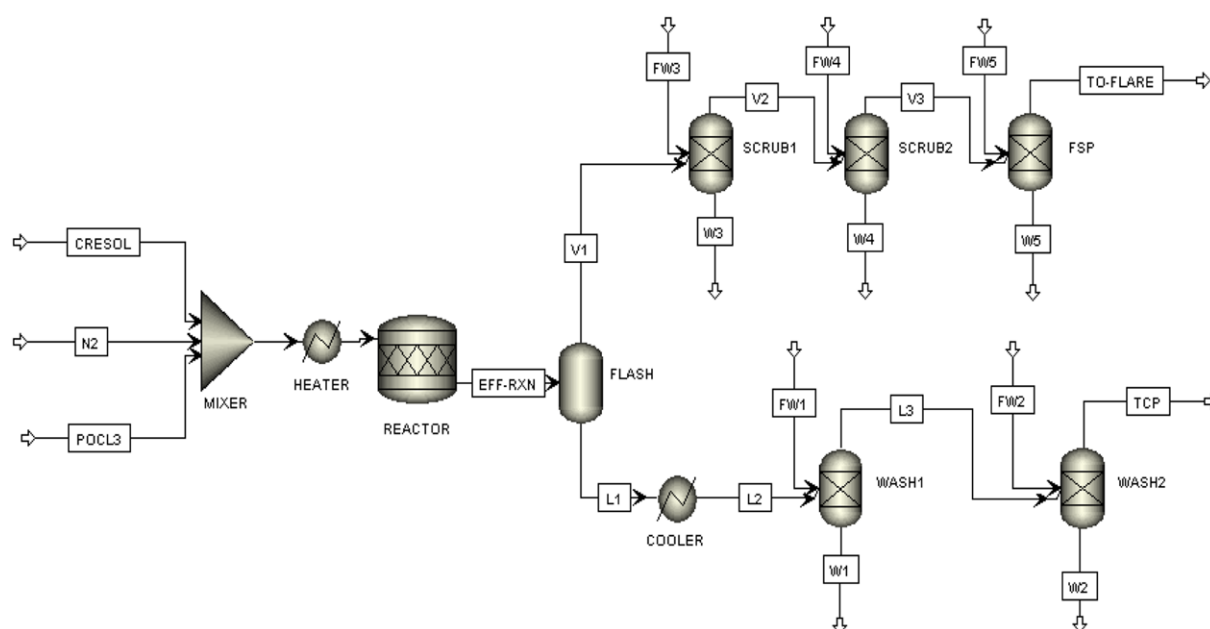 FW3
FW4
FW5
TO-FLARE
V2
V3
SCRUB1
SCRUB2
FSP
W3
W4
W5
CRESOL
V1
N2
HEATER
FLASH
MIXER
EFF-RXN
REACTOR
POCL3
FW1
L3
FW2
TCP
WASH1
WASH2
L1
L2
COOLER
W1
W2